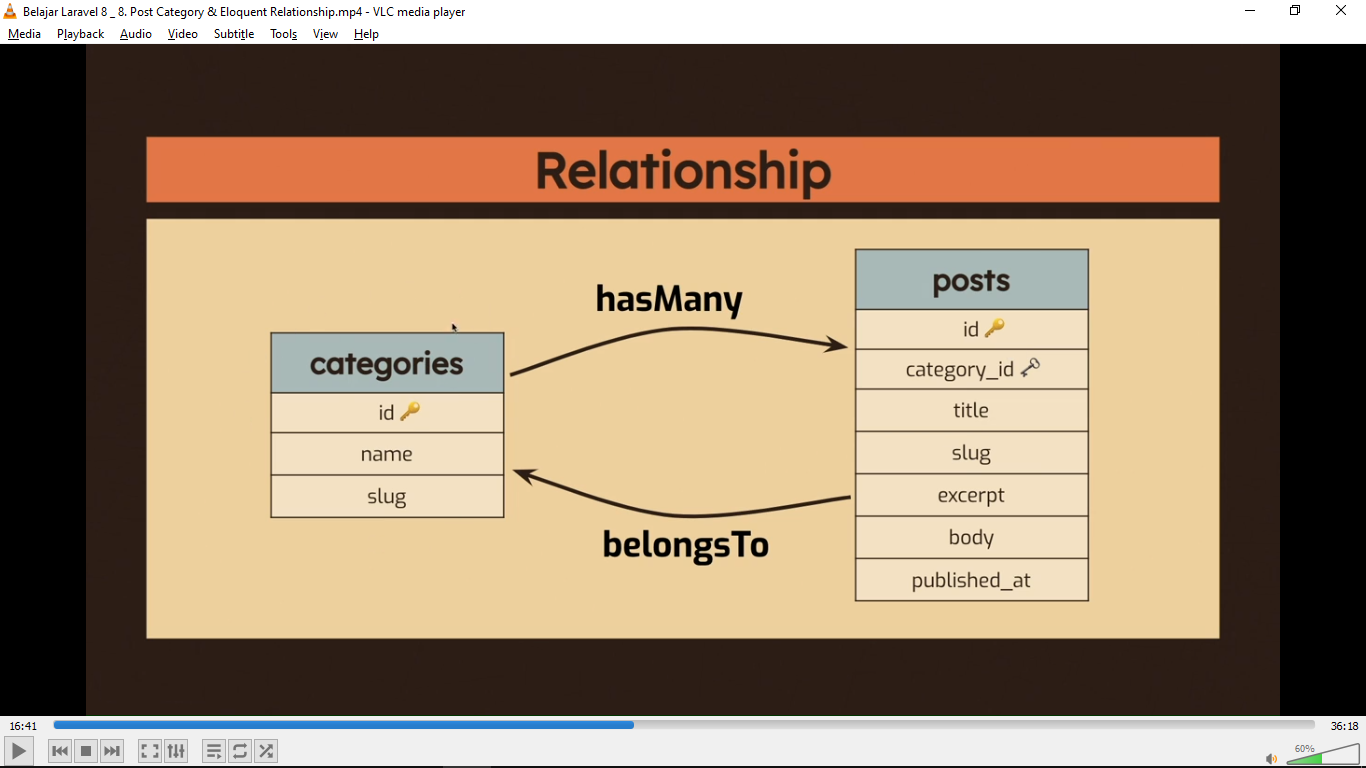 Belajar Laravel 8 _ 8. Post Category & Eloquent Relationship.mp4 - VLC media player
Media Playback Audio Video Subtitle Tools View Help
Relationship
categories
id
name
slug
hasMany
belongsTo
posts
id
category_id
title
slug
excerpt
body
published_at
16:41
36:18
60%